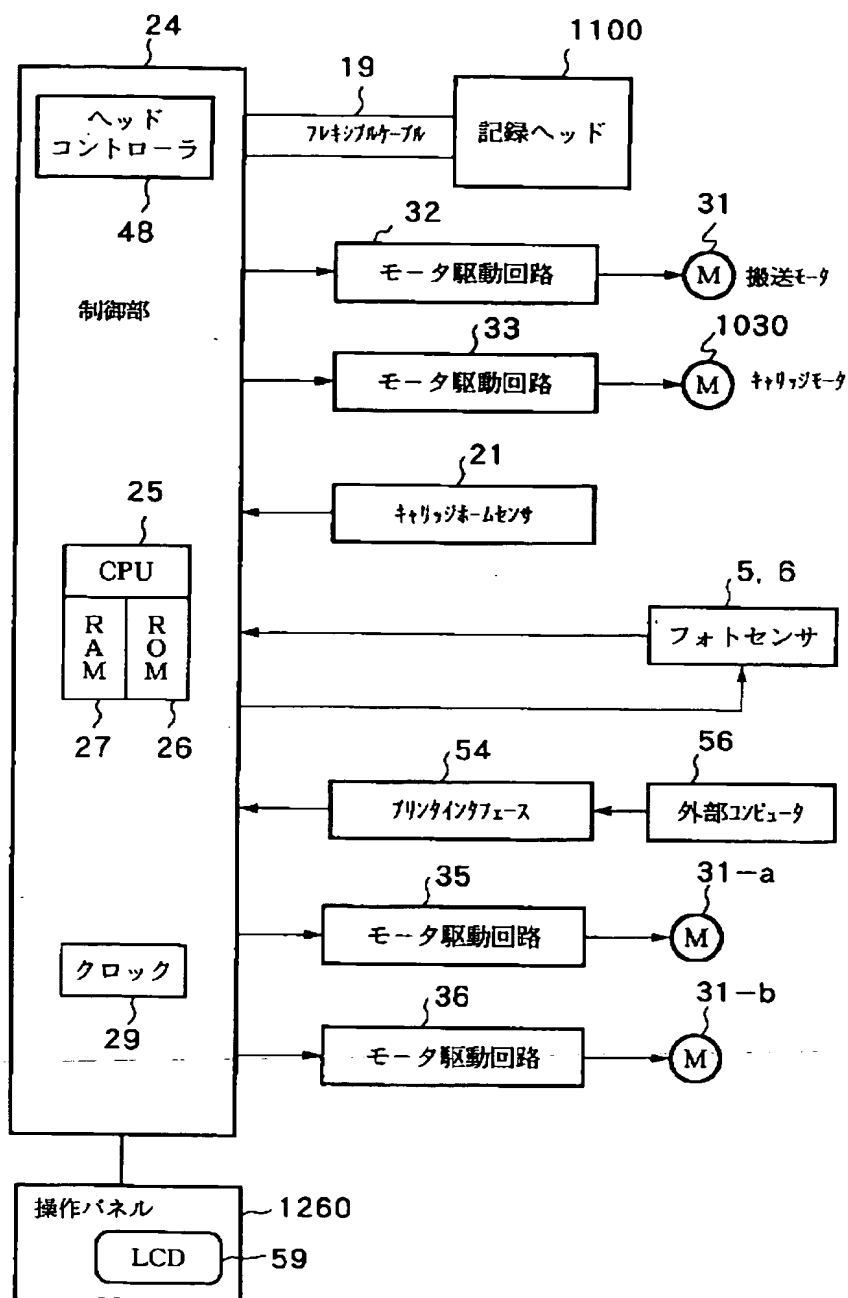 24
1100
19
ヘッド
コントローラ
フレキシブルケーブル
記録ヘッド
48
32
31
モータ駆動回路
M
搬送モータ
制御部
33
1030
モータ駆動回路
M
キャリッジモータ
21
キャリッジホームセンサ
25
CPU
RAM
ROM
5, 6
フォトセンサ
27
26
54
56
プリンタインタフェース
外部コンピュータ
35
31-a
モータ駆動回路
M
クロック
29
36
31-b
モータ駆動回路
M
操作パネル
1260
LCD
59